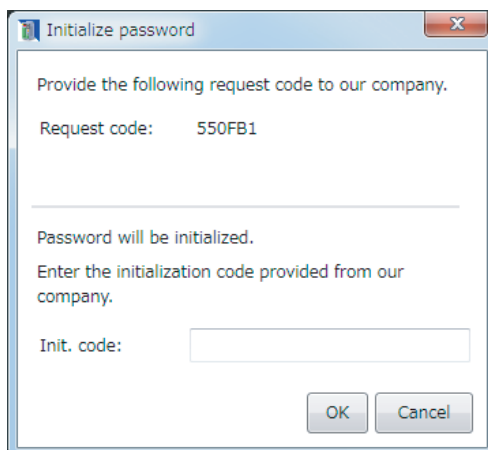 Initialize password
Provide the following request code to our company.
Request code: 550FB1
Password will be initialized.
Enter the initialization code provided from our
company.
Init. code:
OK Cancel